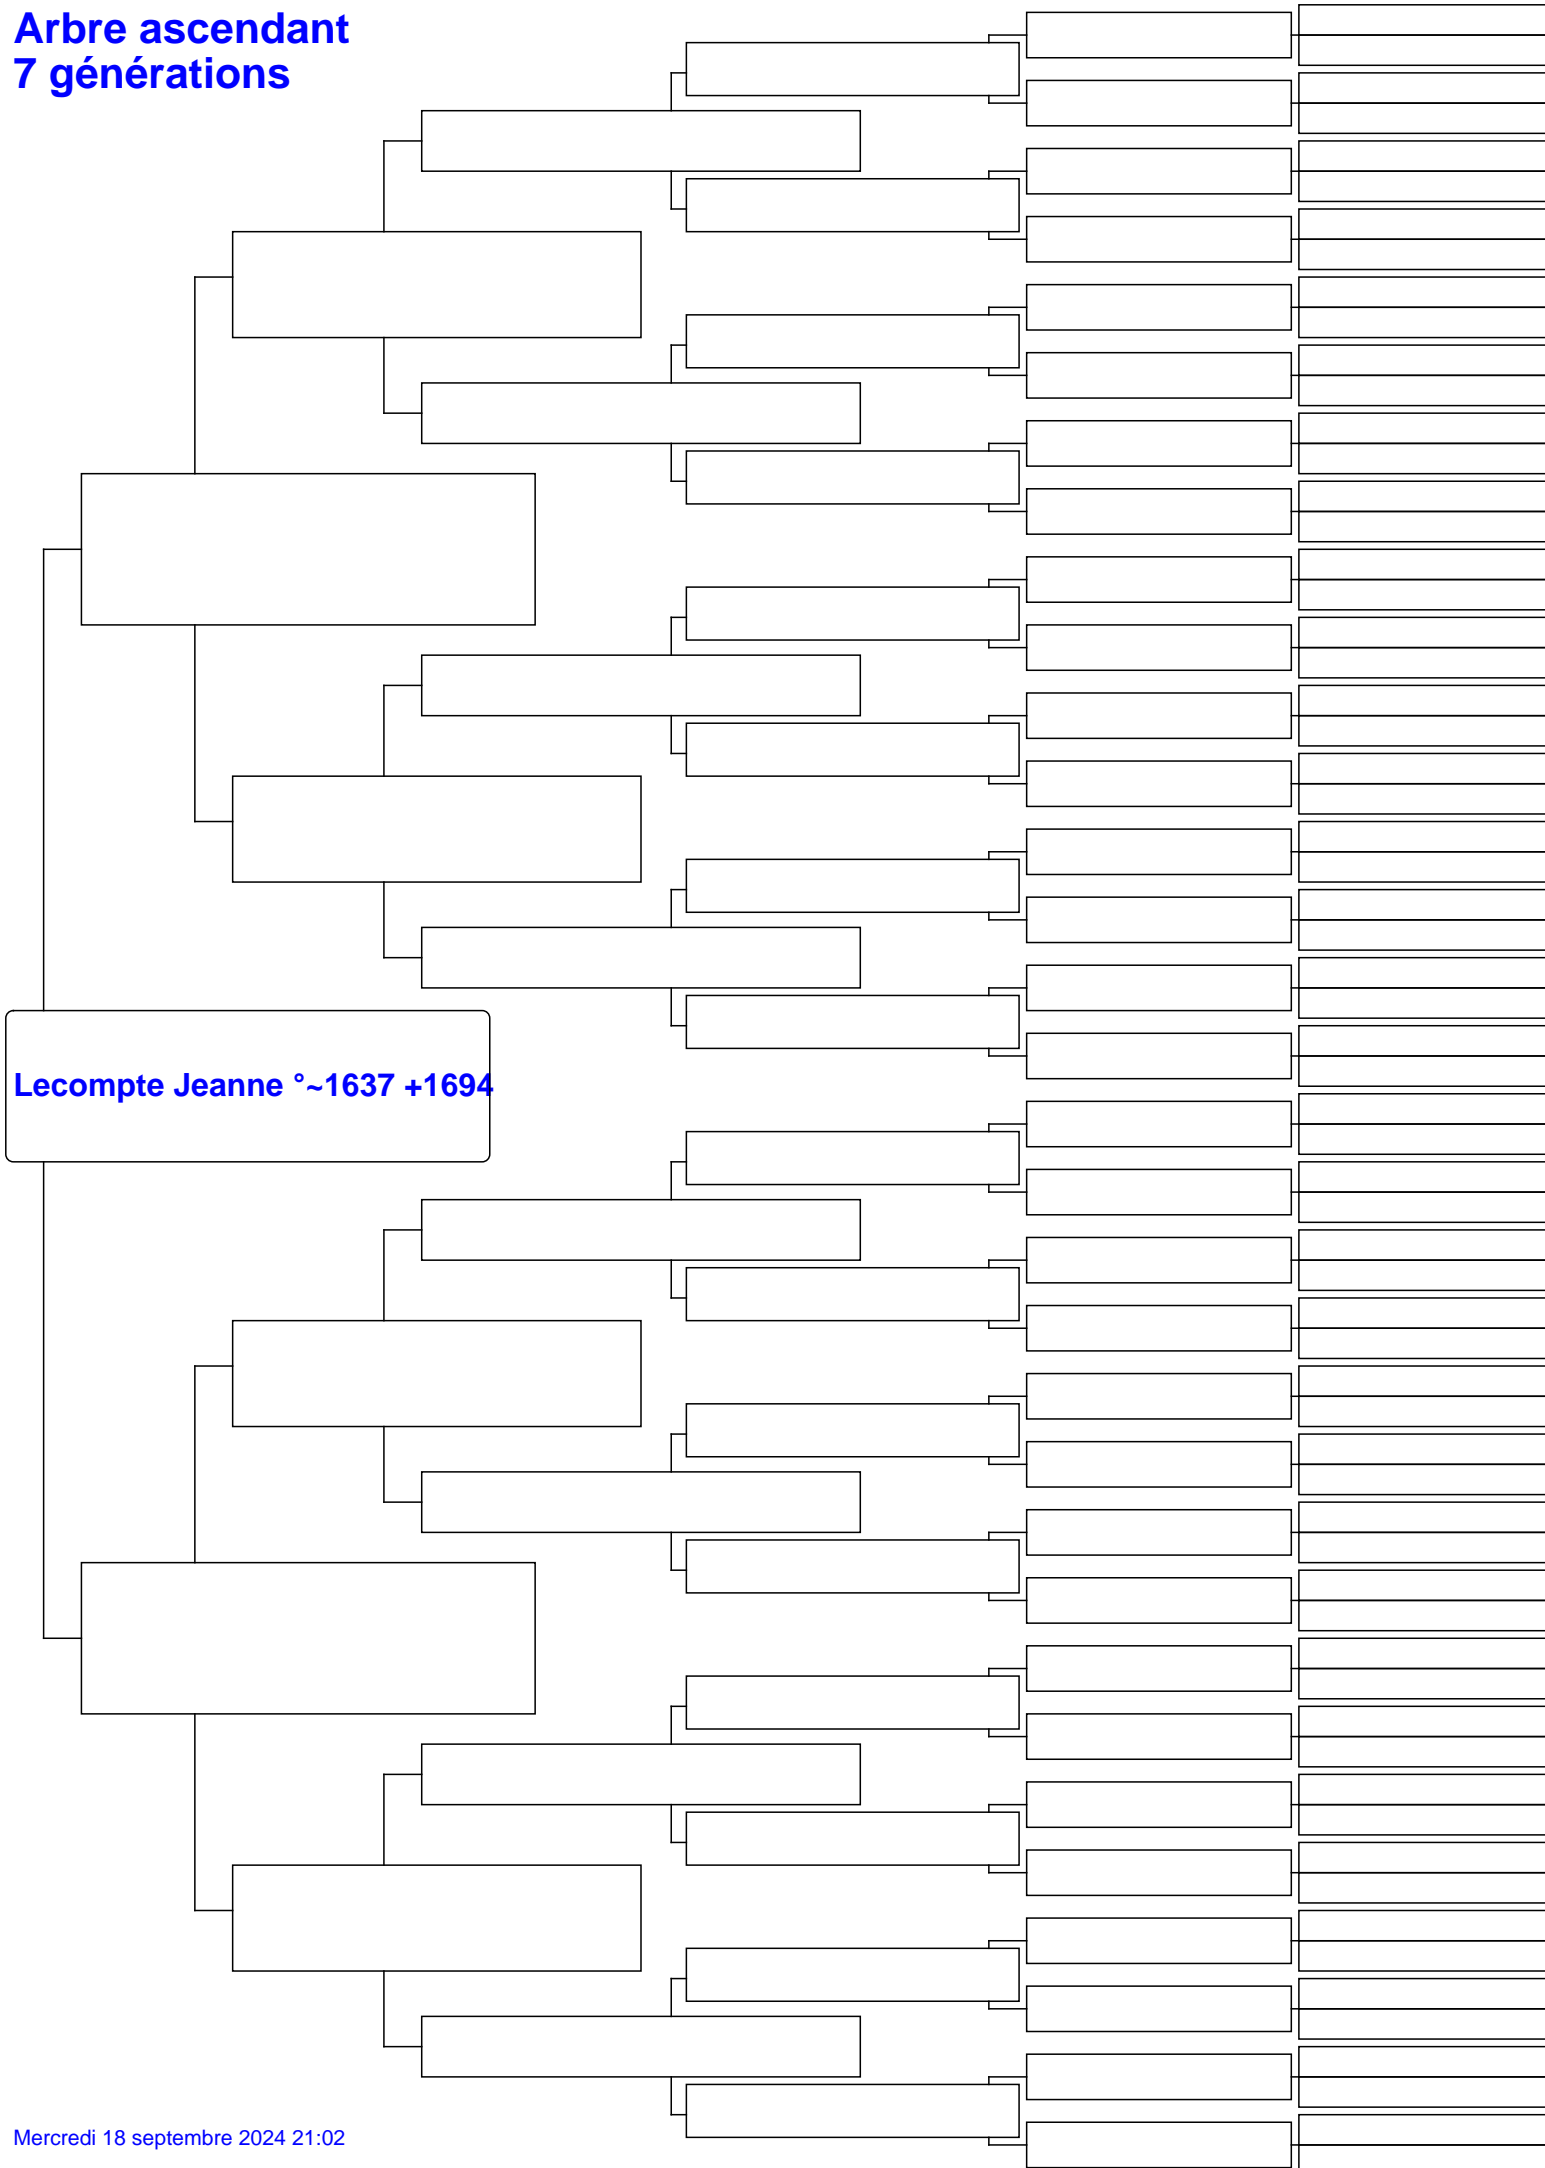 Arbre ascendant
7 générations
Lecompte Jeanne °~1637 +1694
Mercredi 18 septembre 2024 21:02